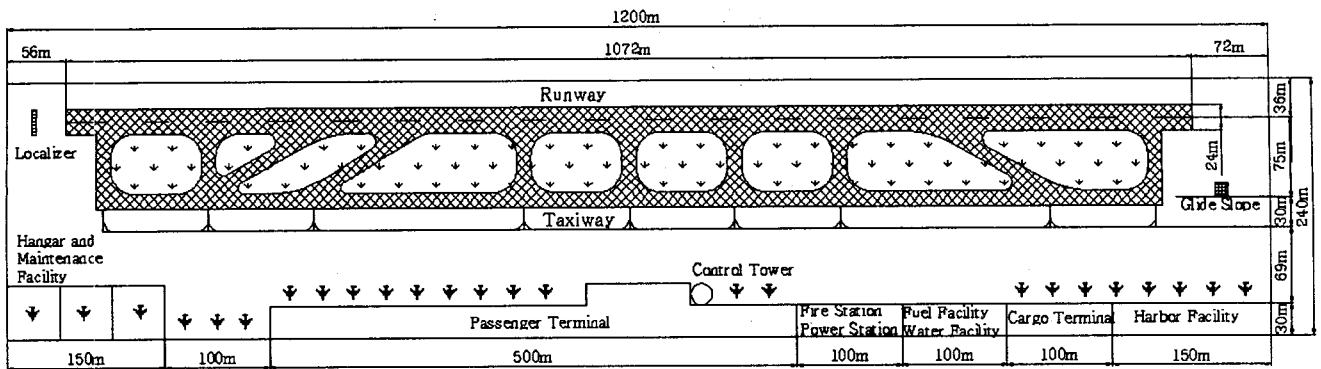 1200m
56m
1072m
72m
Runway
36m
Localizer
24m
75m
240m
Glide Slope
Taxiway
30m
Hangar and
Maintenance
Facility
Control Tower
69m
Passenger Terminal
Fire Station
Power Station
Fuel Facility
Water Facility
Cargo Terminal
Harbor Facility
30m
150m
100m
500m
100m
100m
100m
150m